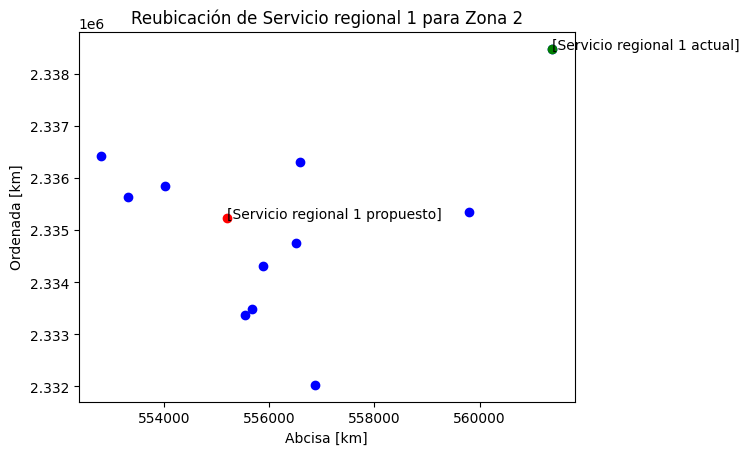 Reubicación de Servicio regional 1 para Zona 2
1e6
[Servicio regional 1 actual]
2.338
2.337
2.336
[Servicio regional 1 propuesto]
2.335
2.334
2.333
2.332
Ordenada [km]
554000 556000 558000 560000
Abcisa [km]